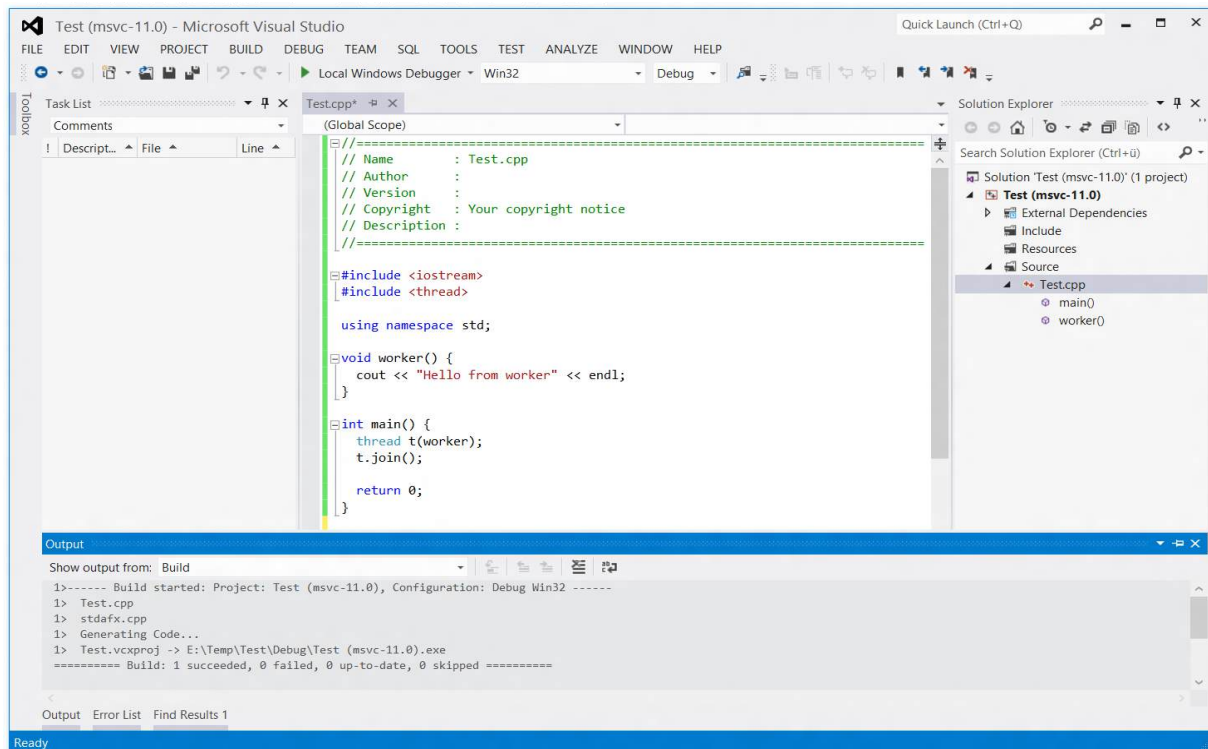 Test (msvc-11.0) - Microsoft Visual Studio
Quick Launch (Ctrl+Q)
FILE EDIT VIEW PROJECT BUILD DEBUG TEAM SQL TOOLS TEST ANALYZE WINDOW HELP
Local Windows Debugger Win32 Debug
Toolbox
Task List
Comments
! Descript... File Line
Test.cpp*
(Global Scope)
//============================================================================
// Name        : Test.cpp
// Author      :
// Version     :
// Copyright   : Your copyright notice
// Description :
//============================================================================
#include <iostream>
#include <thread>
using namespace std;
void worker() {
  cout << "Hello from worker" << endl;
}
int main() {
  thread t(worker);
  t.join();
  return 0;
}
Solution Explorer
Search Solution Explorer (Ctrl+ü)
Solution 'Test (msvc-11.0)' (1 project)
Test (msvc-11.0)
External Dependencies
Include
Resources
Source
Test.cpp
main()
worker()
Output
Show output from: Build
1>------ Build started: Project: Test (msvc-11.0), Configuration: Debug Win32 ------
1>  Test.cpp
1>  stdafx.cpp
1>  Generating Code...
1>  Test.vcxproj -> E:\Temp\Test\Debug\Test (msvc-11.0).exe
========== Build: 1 succeeded, 0 failed, 0 up-to-date, 0 skipped ==========
Output Error List Find Results 1
Ready